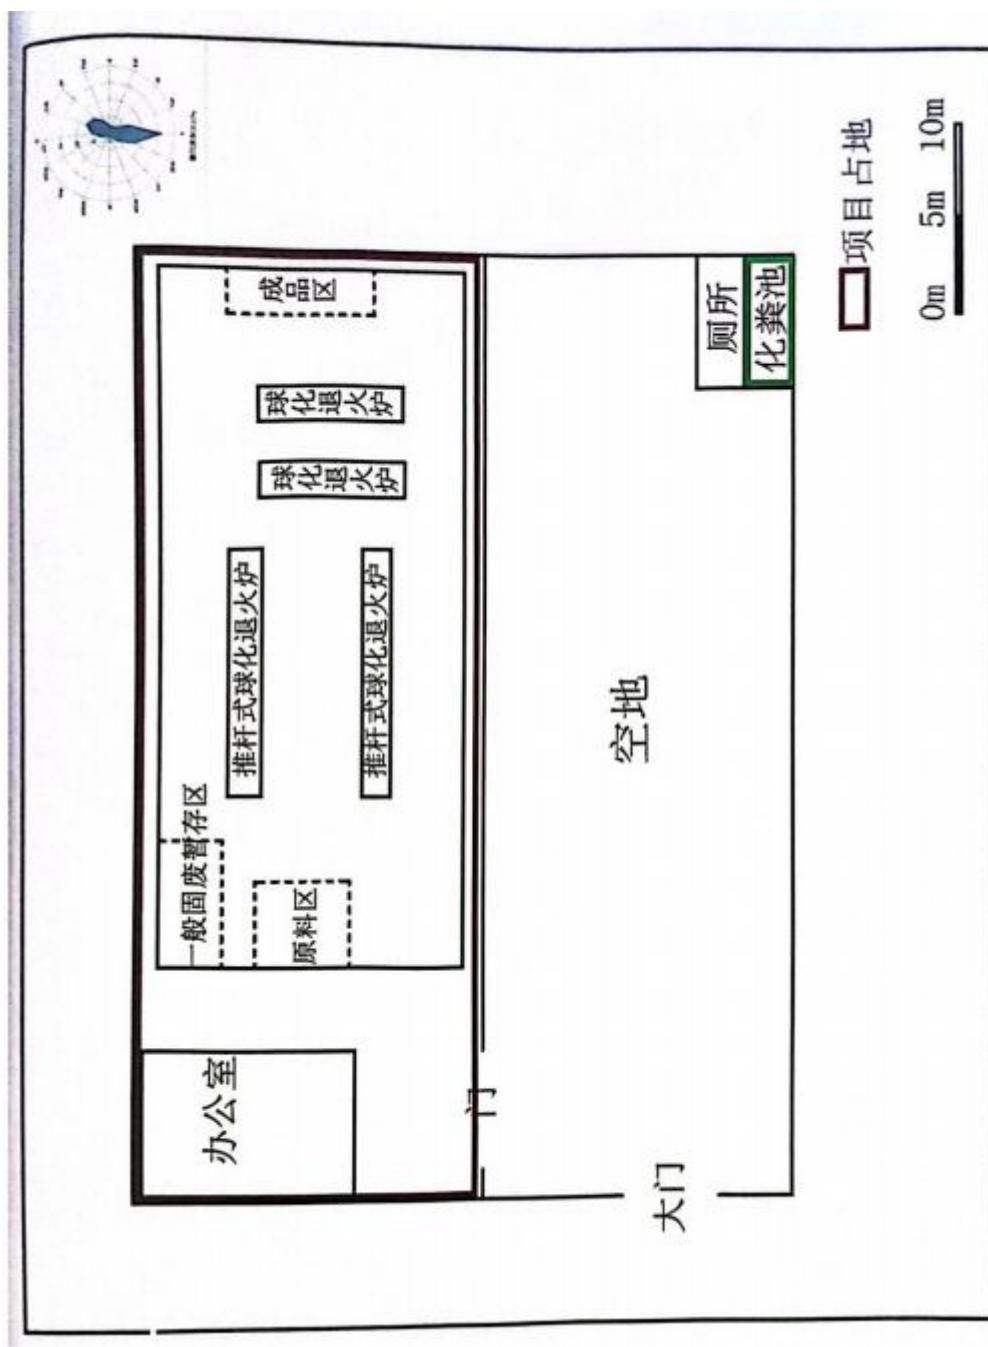 成品区
球化退火炉
球化退火炉
推杆式球化退火炉
推杆式球化退火炉
一般固废暂存区
原料区
办公室
门
大门
空地
厕所
化粪池
项目占地
0m 5m 10m